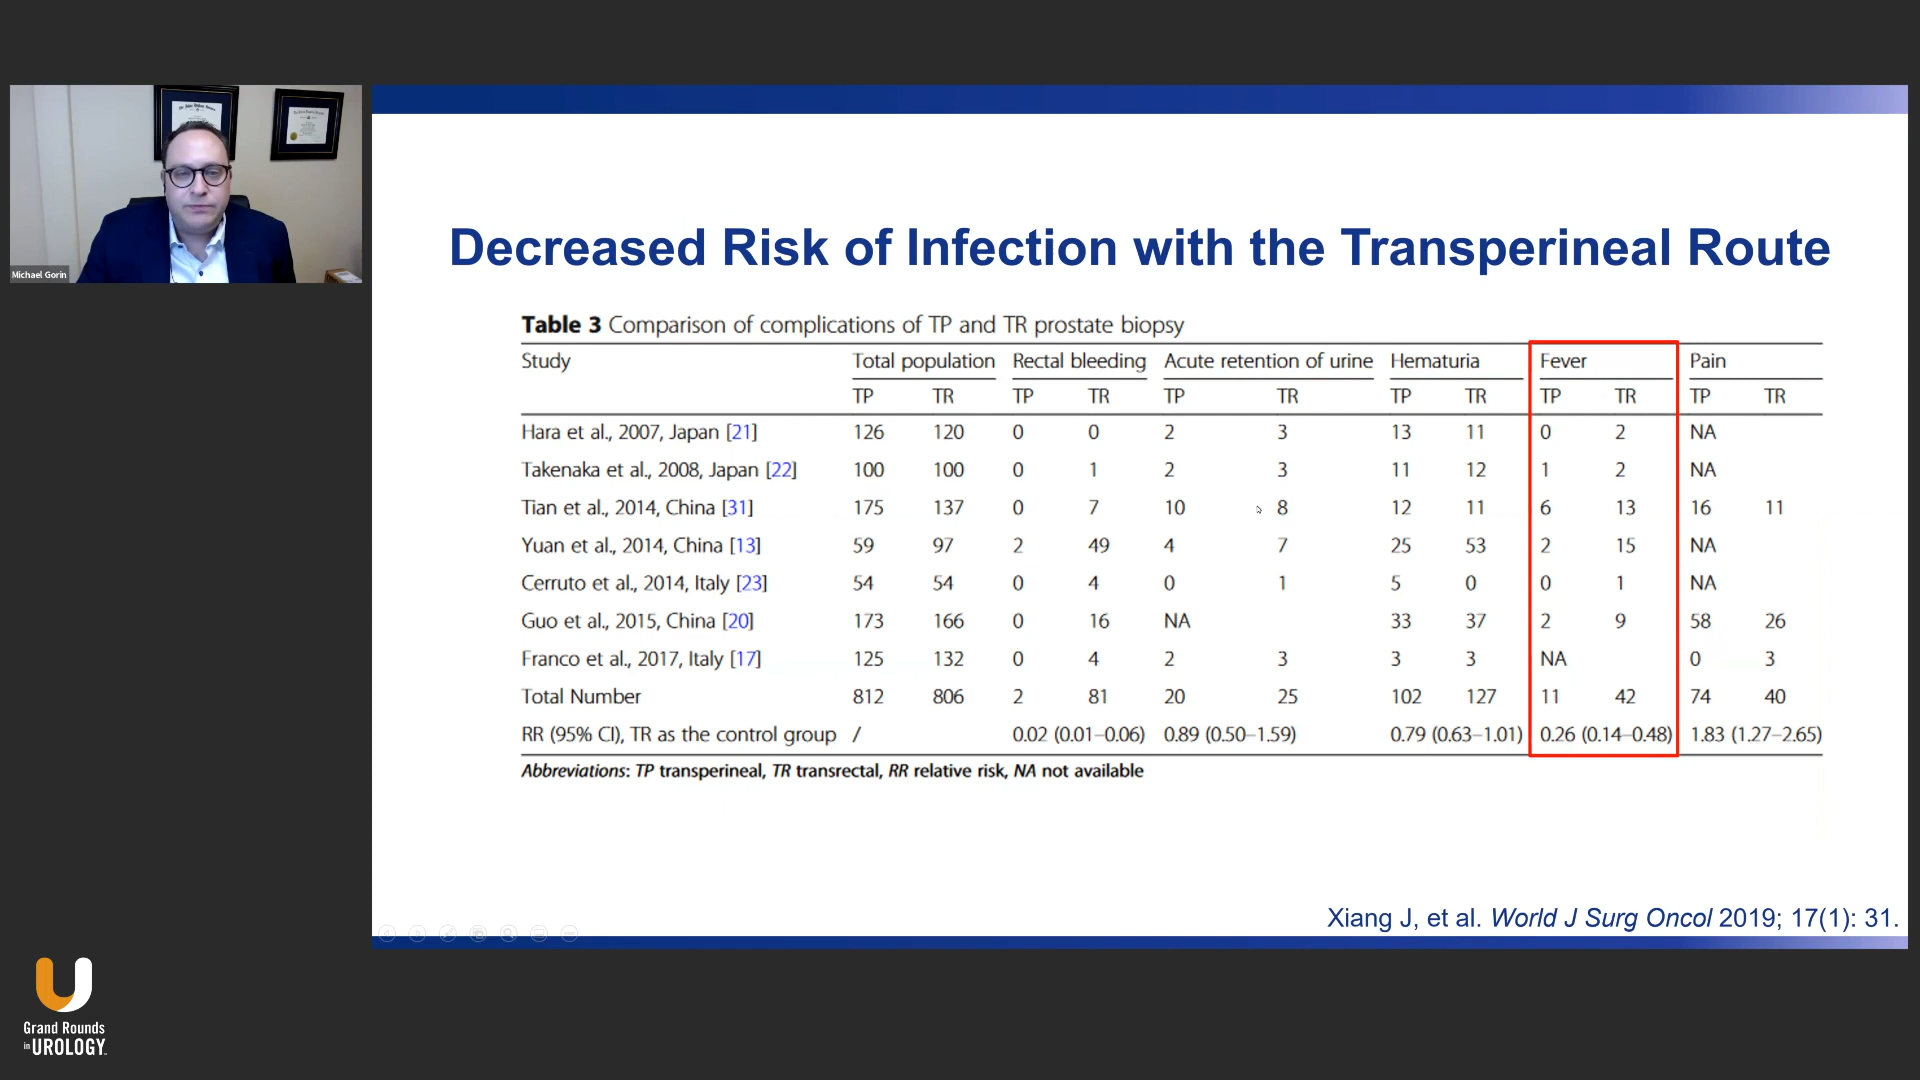 Michael Gorin
Decreased Risk of Infection with the Transperineal Route
Table 3 Comparison of complications of TP and TR prostate biopsy
Study Total population Rectal bleeding Acute retention of urine Hematuria Fever Pain
TP TR TP TR TP TR TP TR TP TR TP TR
Hara et al., 2007, Japan [21] 126 120 0 0 2 3 13 11 0 2 NA
Takenaka et al., 2008, Japan [22] 100 100 0 1 2 3 11 12 1 2 NA
Tian et al., 2014, China [31] 175 137 0 7 10 8 12 11 6 13 16 11
Yuan et al., 2014, China [13] 59 97 2 49 4 7 25 53 2 15 NA
Cerruto et al., 2014, Italy [23] 54 54 0 4 0 1 5 0 0 1 NA
Guo et al., 2015, China [20] 173 166 0 16 NA 33 37 2 9 58 26
Franco et al., 2017, Italy [17] 125 132 0 4 2 3 3 3 NA 0 3
Total Number 812 806 2 81 20 25 102 127 11 42 74 40
RR (95% CI), TR as the control group / 0.02 (0.01–0.06) 0.89 (0.50–1.59) 0.79 (0.63–1.01) 0.26 (0.14–0.48) 1.83 (1.27–2.65)
Abbreviations: TP transperineal, TR transrectal, RR relative risk, NA not available
Xiang J, et al. World J Surg Oncol 2019; 17(1): 31.
Grand Rounds
in UROLOGY